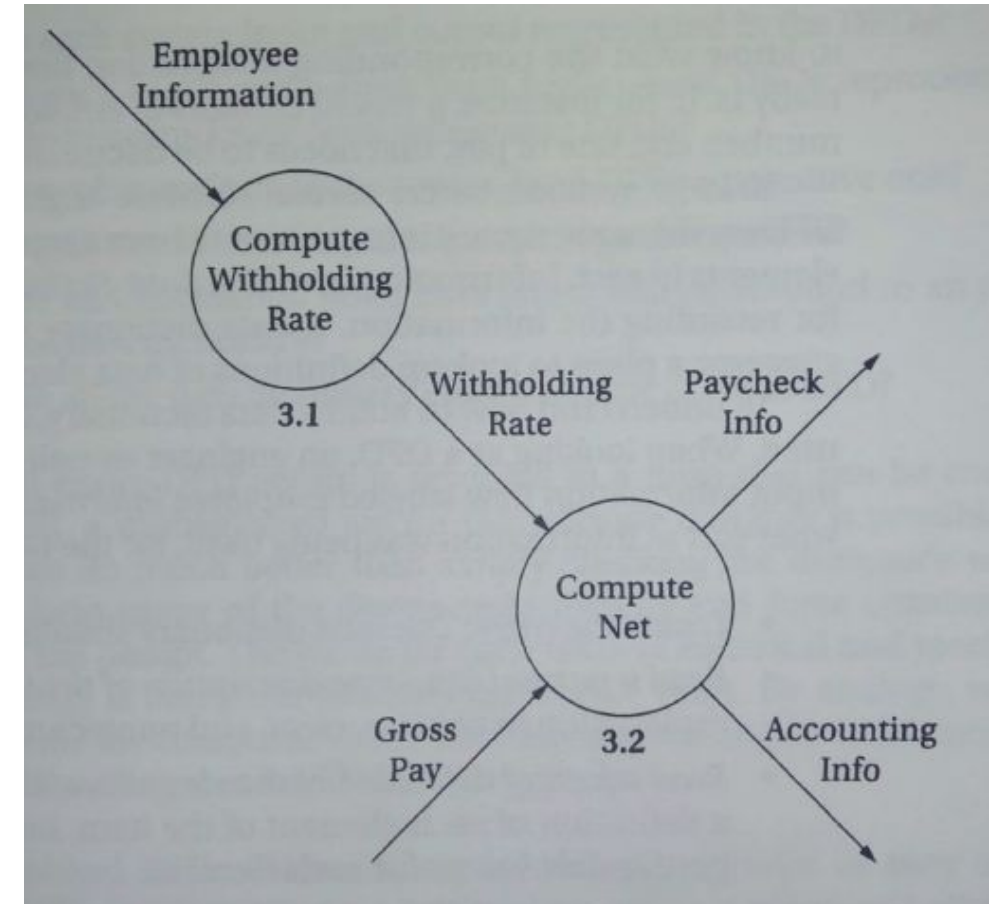 Employee
Information
Compute
Withholding
Rate
3.1
Withholding
Rate
Paycheck
Info
Compute
Net
3.2
Gross
Pay
Accounting
Info